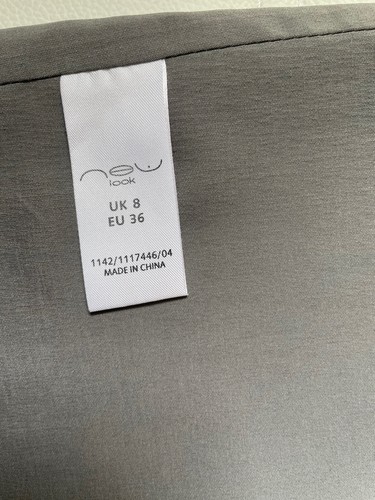 new
look
UK 8
EU 36
1142/1117446/04
MADE IN CHINA